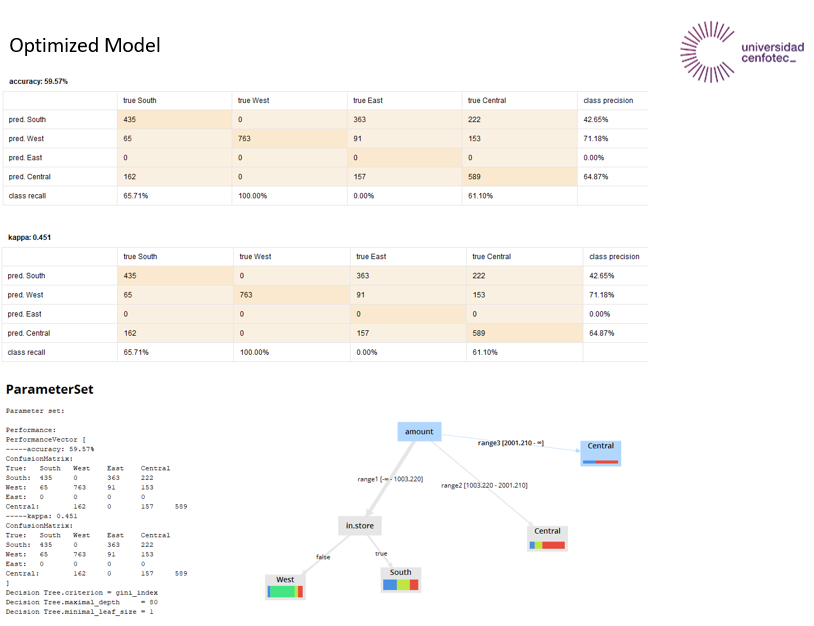 Optimized Model
universidad
cenfotec_
accuracy: 59.57%
true South true West true East true Central class precision
pred. South 435 0 363 222 42.65%
pred. West 65 763 91 153 71.18%
pred. East 0 0 0 0 0.00%
pred. Central 162 0 157 589 64.87%
class recall 65.71% 100.00% 0.00% 61.10%
kappa: 0.451
true South true West true East true Central class precision
pred. South 435 0 363 222 42.65%
pred. West 65 763 91 153 71.18%
pred. East 0 0 0 0 0.00%
pred. Central 162 0 157 589 64.87%
class recall 65.71% 100.00% 0.00% 61.10%
ParameterSet
Parameter set:
Performance:
PerformanceVector [
-----accuracy: 59.57%
ConfusionMatrix:
True: South West East Central
South: 435 0 363 222
West: 65 763 91 153
East: 0 0 0 0
Central: 162 0 157 589
-----kappa: 0.451
ConfusionMatrix:
True: South West East Central
South: 435 0 363 222
West: 65 763 91 153
East: 0 0 0 0
Central: 162 0 157 589
]
Decision Tree.criterion = gini_index
Decision Tree.maximal_depth = 80
Decision Tree.minimal_leaf_size = 1
amount
range3 [2001.210 - ∞]
Central
range1 [-∞ - 1003.220]
range2 [1003.220 - 2001.210]
in.store
Central
false
true
West
South